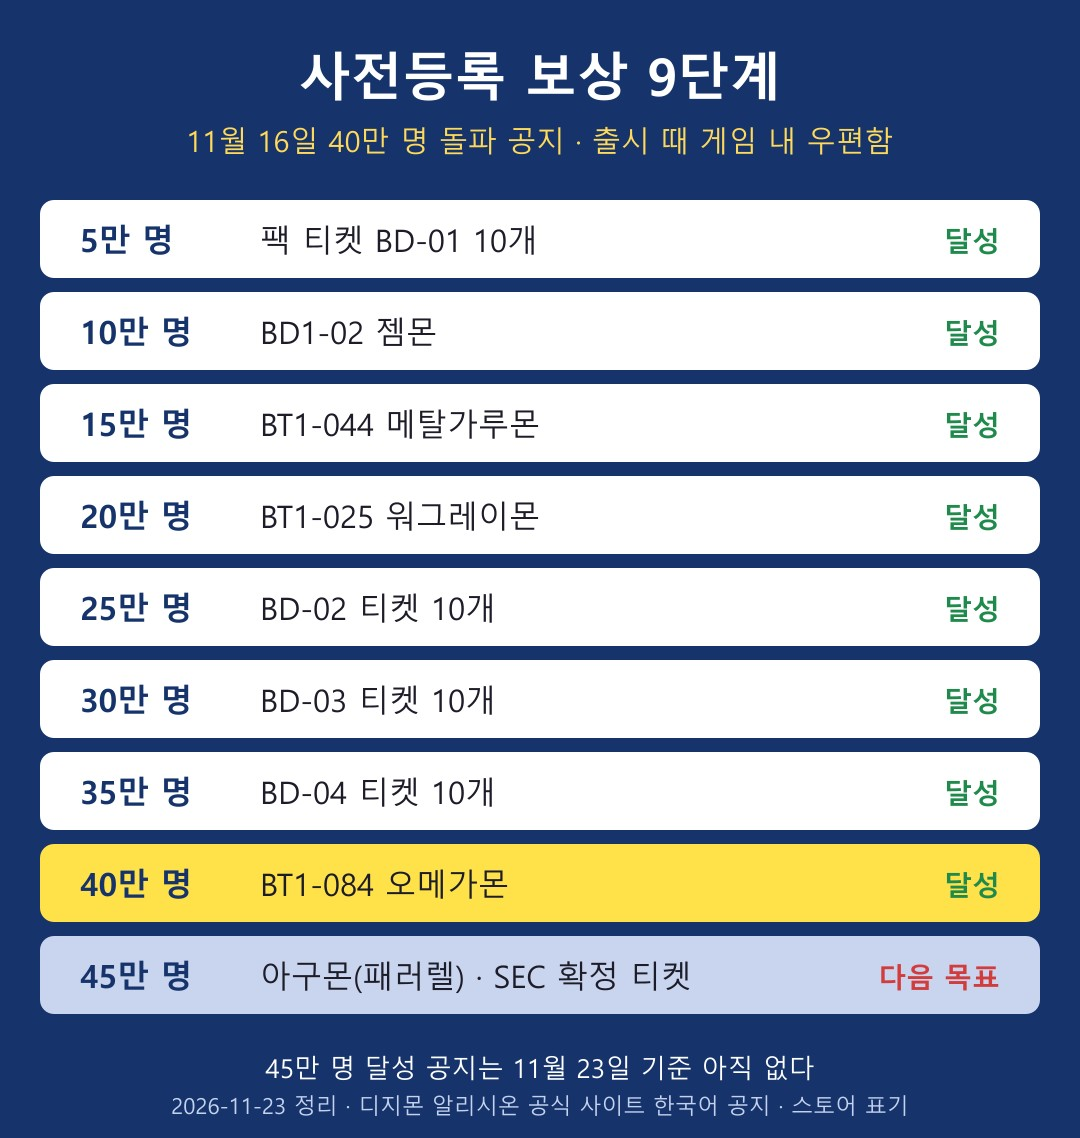 사전등록 보상 9단계
11월 16일 40만 명 돌파 공지 · 출시 때 게임 내 우편함
5만 명 팩 티켓 BD-01 10개 달성
10만 명 BD1-02 젬몬 달성
15만 명 BT1-044 메탈가루몬 달성
20만 명 BT1-025 워그레이몬 달성
25만 명 BD-02 티켓 10개 달성
30만 명 BD-03 티켓 10개 달성
35만 명 BD-04 티켓 10개 달성
40만 명 BT1-084 오메가몬 달성
45만 명 아구몬(패러렐) · SEC 확정 티켓 다음 목표
45만 명 달성 공지는 11월 23일 기준 아직 없다
2026-11-23 정리 · 디지몬 알리시온 공식 사이트 한국어 공지 · 스토어 표기